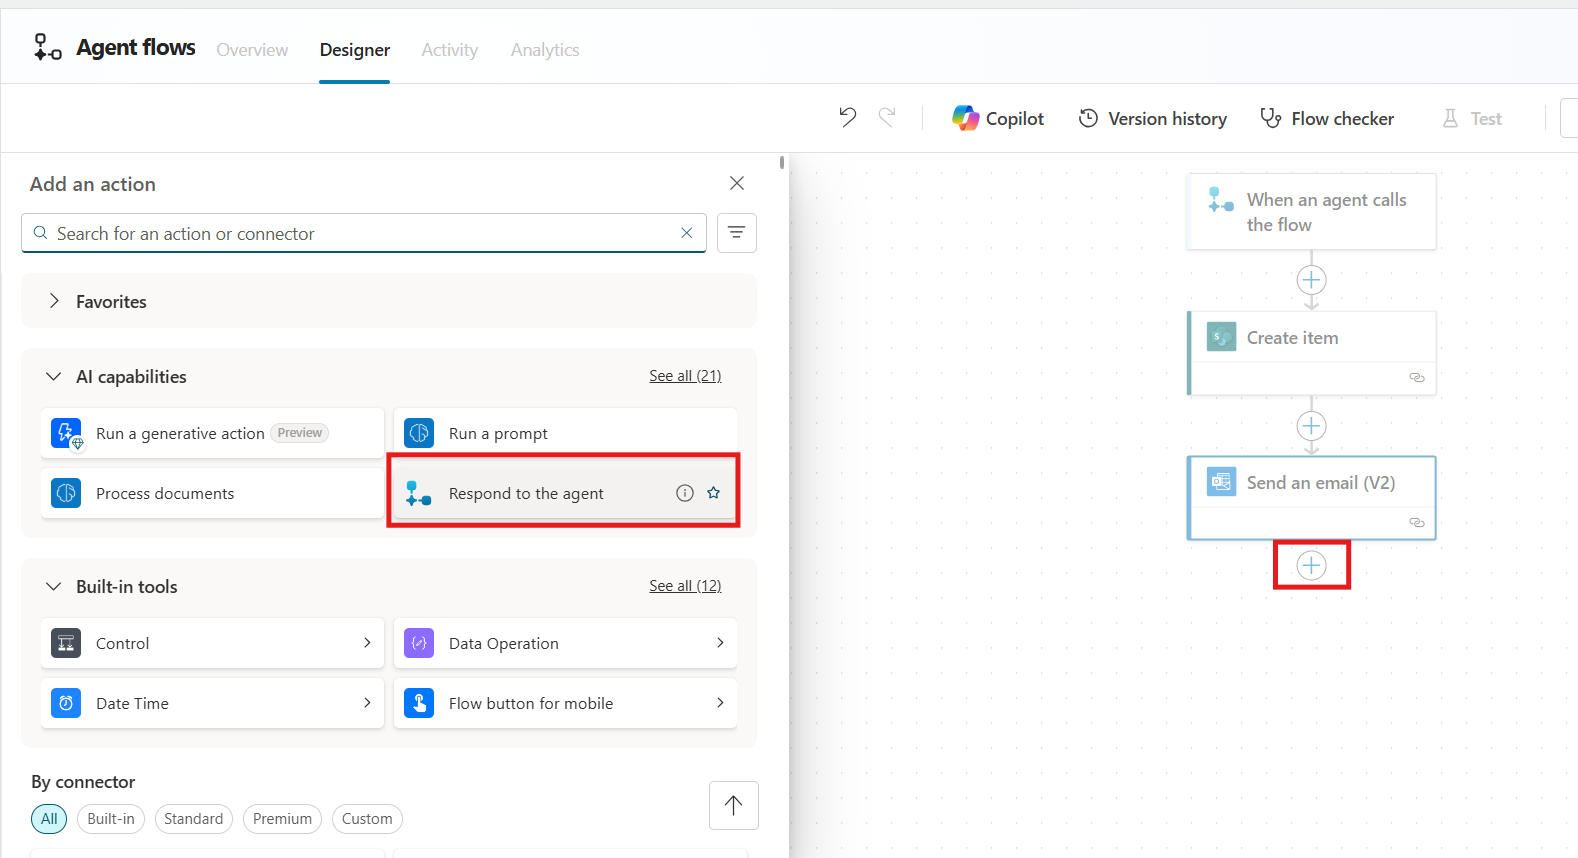 Agent flows
Overview
Designer
Activity
Analytics
Copilot
Version history
Flow checker
Test
Add an action
Search for an action or connector
Favorites
AI capabilities
See all (21)
Run a generative action
Preview
Run a prompt
Process documents
Respond to the agent
Built-in tools
See all (12)
Control
Data Operation
Date Time
Flow button for mobile
By connector
All
Built-in
Standard
Premium
Custom
When an agent calls
the flow
Create item
Send an email (V2)